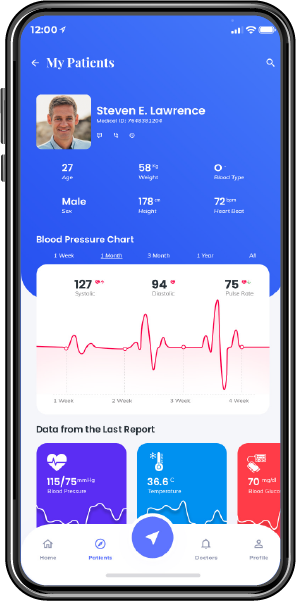 12:00
My Patients
Steven E. Lawrence
Medical ID: 7648381204
27 58 Kg O -
Age Weight Blood Type
Male 178 cm 72 bpm
Sex Height Heart Beat
Blood Pressure Chart
1 Week 1 Month 3 Month 1 Year All
127 94 75
Systolic Diastolic Pulse Rate
1 Week 2 Week 3 Week 4 Week
Data from the Last Report
115/75 mmHg 36.6 C 70 mg/dl
Blood Pressure Temperature Blood Gluco
Home Patients Doctors Profile